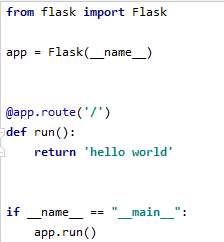 from flask import Flask
app = Flask(__name__)
@app.route('/')
def run():
    return 'hello world'
if __name__ == "__main__":
    app.run()